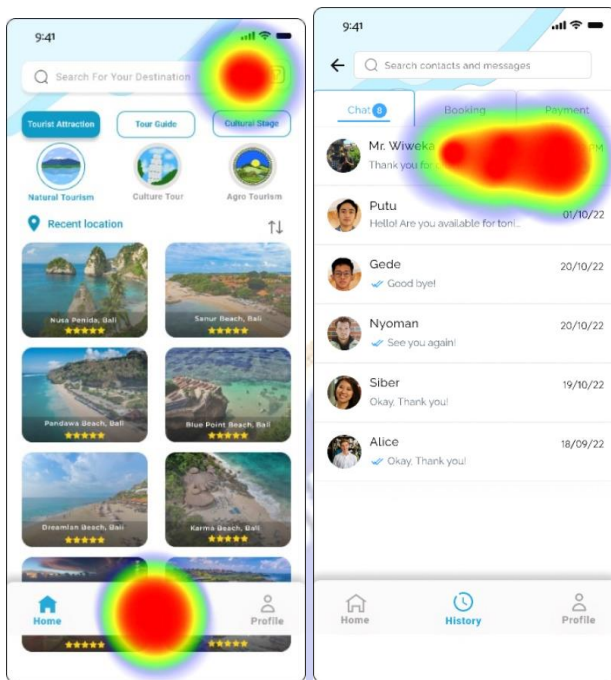 9:41
Search For Your Destination
Tourist Attraction
Tour Guide
Cultural Stage
Natural Tourism
Culture Tour
Agro Tourism
Recent location
Nusa Penida, Bali
Sanur Beach, Bali
Pandawa Beach, Bali
Blue Point Beach, Bali
Dreamlan Beach, Bali
Karma Beach, Bali
Home
Profile
9:41
Search contacts and messages
Chat 8
Booking
Payment
Mr. Wiweka
PM
Thank you for
Putu
01/10/22
Hello! Are you available for toni...
Gede
20/10/22
Good bye!
Nyoman
20/10/22
See you again!
Siber
19/10/22
Okay, Thank you!
Alice
18/09/22
Okay, Thank you!
Home
History
Profile